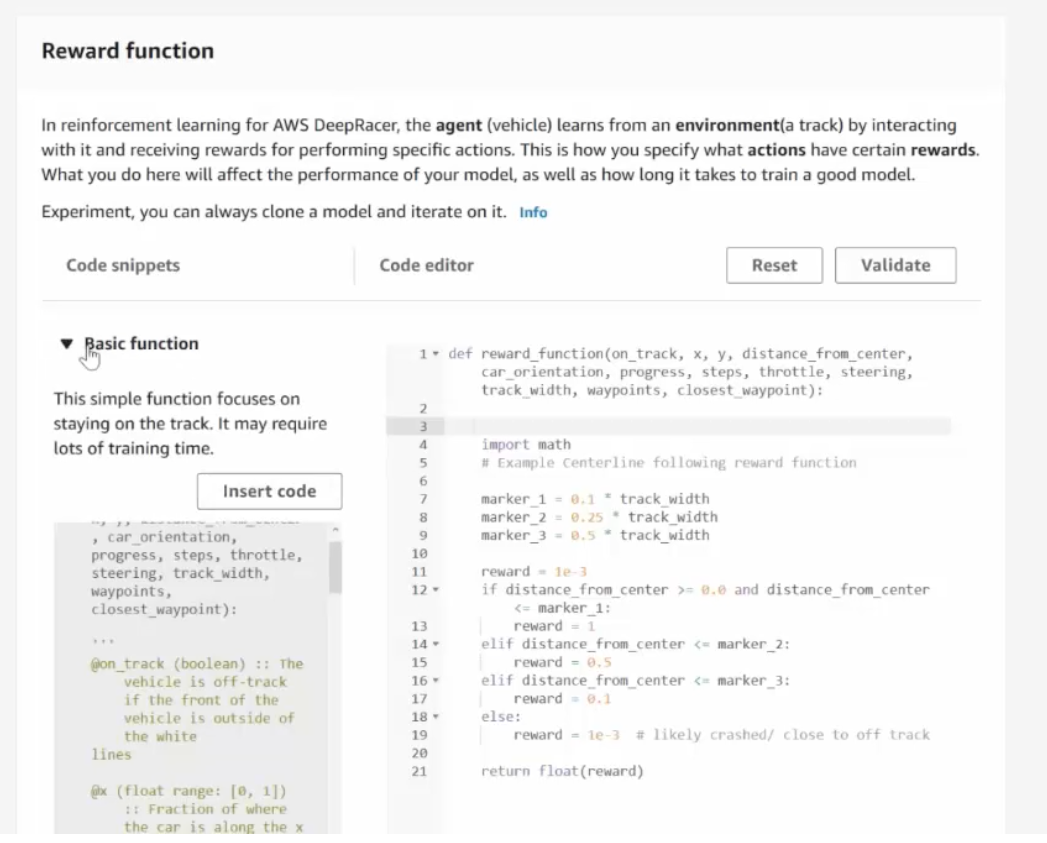 Reward function
In reinforcement learning for AWS DeepRacer, the agent (vehicle) learns from an environment(a track) by interacting
with it and receiving rewards for performing specific actions. This is how you specify what actions have certain rewards.
What you do here will affect the performance of your model, as well as how long it takes to train a good model.
Experiment, you can always clone a model and iterate on it. Info
Code snippets
Code editor
Reset
Validate
▼ Basic function
This simple function focuses on
staying on the track. It may require
lots of training time.
Insert code
, car_orientation,
progress, steps, throttle,
steering, track_width,
waypoints,
closest_waypoint):
...
@on_track (boolean) :: The
vehicle is off-track
if the front of the
vehicle is outside of
the white
lines
@x (float range: [0, 1])
:: Fraction of where
the car is along the x
1 def reward_function(on_track, x, y, distance_from_center,
car_orientation, progress, steps, throttle, steering,
track_width, waypoints, closest_waypoint):
2
3
4 import math
5 # Example Centerline following reward function
6
7 marker_1 = 0.1 * track_width
8 marker_2 = 0.25 * track_width
9 marker_3 = 0.5 * track_width
10
11 reward = 1e-3
12 if distance_from_center >= 0.0 and distance_from_center
<= marker_1:
13 reward = 1
14 elif distance_from_center <= marker_2:
15 reward = 0.5
16 elif distance_from_center <= marker_3:
17 reward = 0.1
18 else:
19 reward = 1e-3 # likely crashed/ close to off track
20
21 return float(reward)